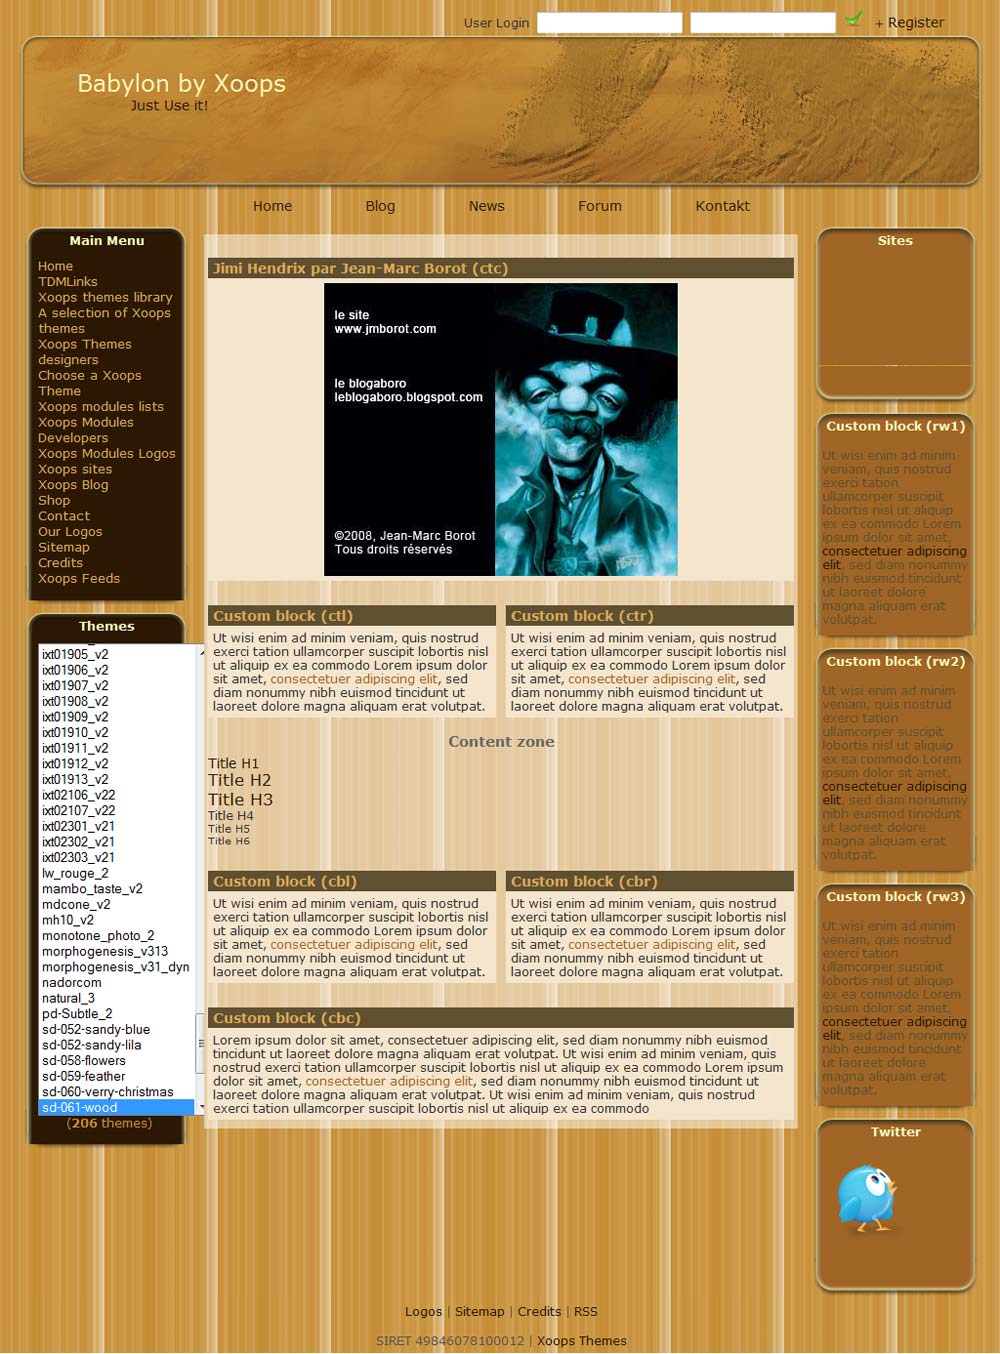 User Login
+ Register
Babylon by Xoops
Just Use it!
Home
Blog
News
Forum
Kontakt
Main Menu
Home
TDMLinks
Xoops themes library
A selection of Xoops
themes
Xoops Themes
designers
Choose a Xoops
Theme
Xoops modules lists
Xoops Modules
Developers
Xoops Modules Logos
Xoops sites
Xoops Blog
Shop
Contact
Our Logos
Sitemap
Credits
Xoops Feeds
Themes
ixt01905_v2
ixt01906_v2
ixt01907_v2
ixt01908_v2
ixt01909_v2
ixt01910_v2
ixt01911_v2
ixt01912_v2
ixt01913_v2
ixt02106_v22
ixt02107_v22
ixt02301_v21
ixt02302_v21
ixt02303_v21
lw_rouge_2
mambo_taste_v2
mdcone_v2
mh10_v2
monotone_photo_2
morphogenesis_v313
morphogenesis_v31_dyn
nadorcom
natural_3
pd-Subtle_2
sd-052-sandy-blue
sd-052-sandy-lila
sd-058-flowers
sd-059-feather
sd-060-verry-christmas
sd-061-wood
(206 themes)
Jimi Hendrix par Jean-Marc Borot (ctc)
le site
www.jmborot.com
le blogaboro
leblogaboro.blogspot.com
©2008, Jean-Marc Borot
Tous droits réservés
Custom block (ctl)
Ut wisi enim ad minim veniam, quis nostrud
exerci tation ullamcorper suscipit lobortis nisl
ut aliquip ex ea commodo Lorem ipsum dolor
sit amet, consectetuer adipiscing elit, sed
diam nonummy nibh euismod tincidunt ut
laoreet dolore magna aliquam erat volutpat.
Custom block (ctr)
Ut wisi enim ad minim veniam, quis nostrud
exerci tation ullamcorper suscipit lobortis nisl
ut aliquip ex ea commodo Lorem ipsum dolor
sit amet, consectetuer adipiscing elit, sed
diam nonummy nibh euismod tincidunt ut
laoreet dolore magna aliquam erat volutpat.
Content zone
Title H1
Title H2
Title H3
Title H4
Title H5
Title H6
Custom block (cbl)
Ut wisi enim ad minim veniam, quis nostrud
exerci tation ullamcorper suscipit lobortis nisl
ut aliquip ex ea commodo Lorem ipsum dolor
sit amet, consectetuer adipiscing elit, sed
diam nonummy nibh euismod tincidunt ut
laoreet dolore magna aliquam erat volutpat.
Custom block (cbr)
Ut wisi enim ad minim veniam, quis nostrud
exerci tation ullamcorper suscipit lobortis nisl
ut aliquip ex ea commodo Lorem ipsum dolor
sit amet, consectetuer adipiscing elit, sed
diam nonummy nibh euismod tincidunt ut
laoreet dolore magna aliquam erat volutpat.
Custom block (cbc)
Lorem ipsum dolor sit amet, consectetuer adipiscing elit, sed diam nonummy nibh euismod
tincidunt ut laoreet dolore magna aliquam erat volutpat. Ut wisi enim ad minim veniam, quis
nostrud exerci tation ullamcorper suscipit lobortis nisl ut aliquip ex ea commodo Lorem ipsum
dolor sit amet, consectetuer adipiscing elit, sed diam nonummy nibh euismod tincidunt ut
laoreet dolore magna aliquam erat volutpat. Ut wisi enim ad minim veniam, quis nostrud
exerci tation ullamcorper suscipit lobortis nisl ut aliquip ex ea commodo
Sites
Custom block (rw1)
Ut wisi enim ad minim
veniam, quis nostrud
exerci tation
ullamcorper suscipit
lobortis nisl ut aliquip
ex ea commodo Lorem
ipsum dolor sit amet,
consectetuer adipiscing
elit, sed diam nonummy
nibh euismod tincidunt
ut laoreet dolore
magna aliquam erat
volutpat.
Custom block (rw2)
Ut wisi enim ad minim
veniam, quis nostrud
exerci tation
ullamcorper suscipit
lobortis nisl ut aliquip
ex ea commodo Lorem
ipsum dolor sit amet,
consectetuer adipiscing
elit, sed diam nonummy
nibh euismod tincidunt
ut laoreet dolore
magna aliquam erat
volutpat.
Custom block (rw3)
Ut wisi enim ad minim
veniam, quis nostrud
exerci tation
ullamcorper suscipit
lobortis nisl ut aliquip
ex ea commodo Lorem
ipsum dolor sit amet,
consectetuer adipiscing
elit, sed diam nonummy
nibh euismod tincidunt
ut laoreet dolore
magna aliquam erat
volutpat.
Twitter
Logos | Sitemap | Credits | RSS
SIRET 49846078100012 | Xoops Themes